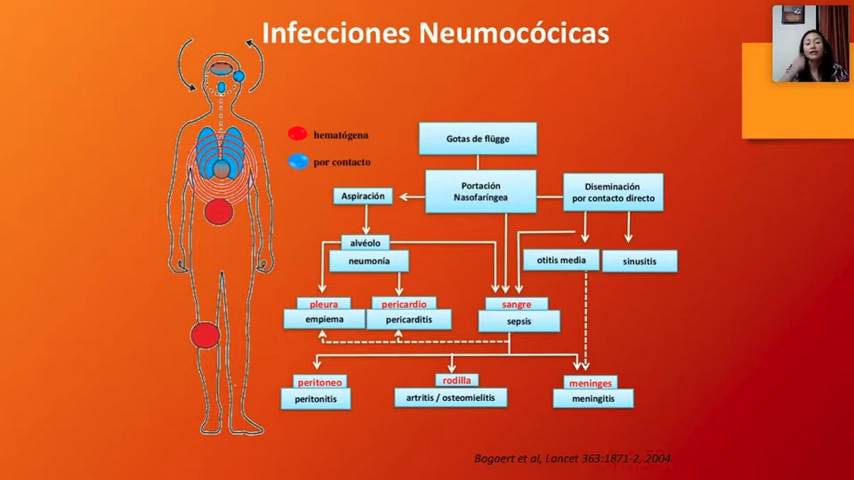 Infecciones Neumocócicas
hematógena
por contacto
Gotas de flügge
Aspiración
Portación
Nasofaríngea
Diseminación
por contacto directo
alvéolo
neumonía
otitis media
sinusitis
pleura
empiema
pericardio
pericarditis
sangre
sepsis
peritoneo
peritonitis
rodilla
artritis / osteomielitis
meninges
meningitis
Bogaert et al, Lancet 363:1871-2, 2004